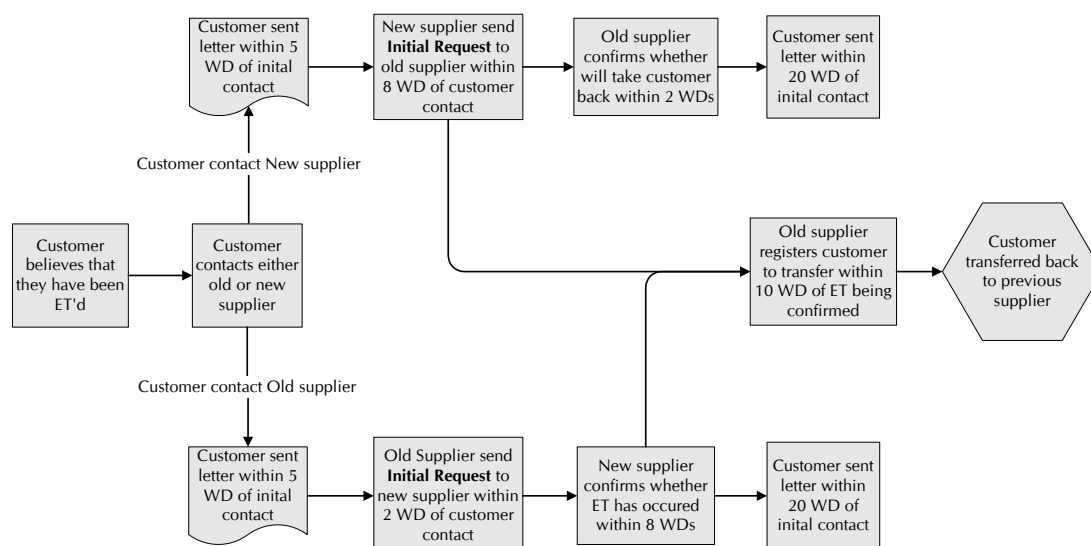 Customer sent
letter within 5
WD of inital
contact
New supplier send
Initial Request to
old supplier within
8 WD of customer
contact
Old supplier
confirms whether
will take customer
back within 2 WDs
Customer sent
letter within
20 WD of
inital contact
Customer contact New supplier
Customer
believes that
they have been
ET'd
Customer
contacts either
old or new
supplier
Old supplier
registers customer
to transfer within
10 WD of ET being
confirmed
Customer
transferred back
to previous
supplier
Customer contact Old supplier
Customer sent
letter within 5
WD of inital
contact
Old Supplier send
Initial Request to
new supplier within
2 WD of customer
contact
New supplier
confirms whether
ET has occured
within 8 WDs
Customer sent
letter within
20 WD of
inital contact